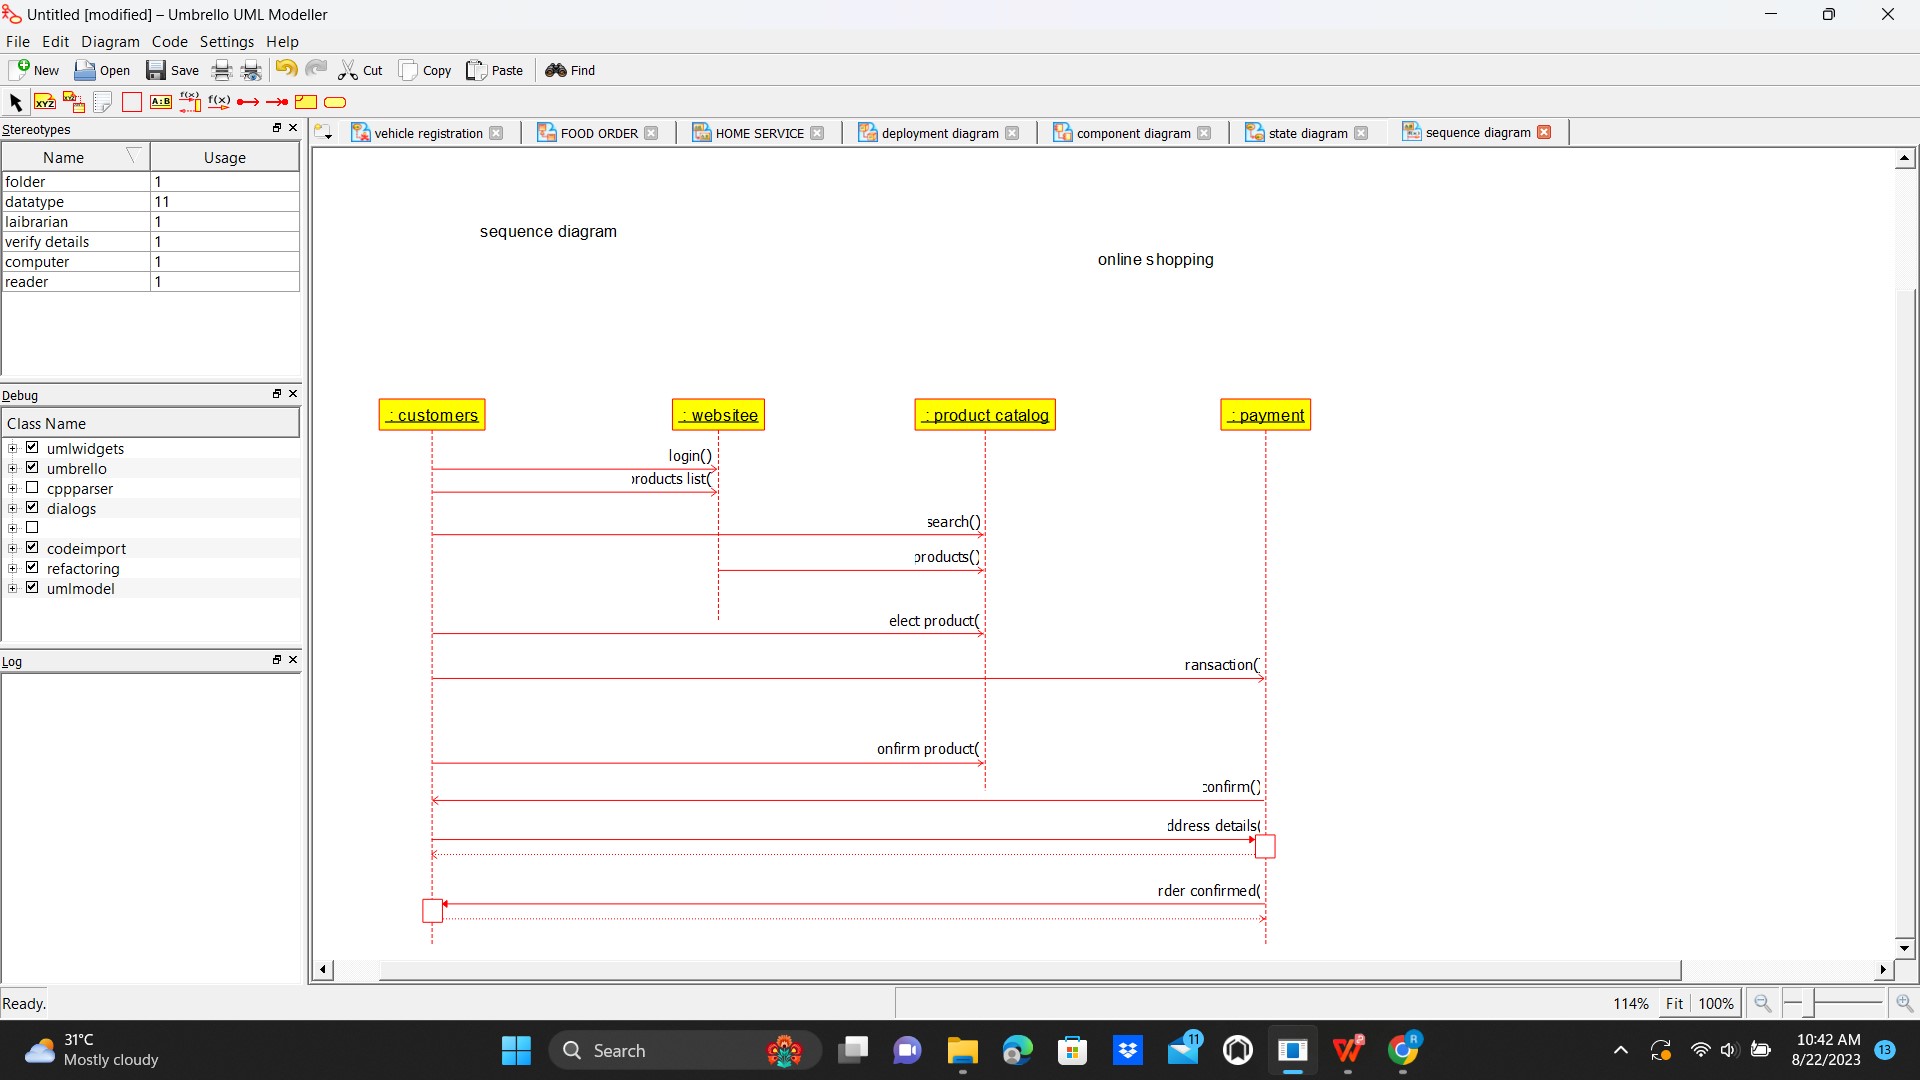 Untitled [modified] – Umbrello UML Modeller
File Edit Diagram Code Settings Help
New Open Save Cut Copy Paste Find
XYZ XYZ A:B f(x) f(x)
Stereotypes
vehicle registration FOOD ORDER HOME SERVICE deployment diagram component diagram state diagram sequence diagram
Name Usage
folder 1
datatype 11
laibrarian 1
verify details 1
computer 1
reader 1
sequence diagram
online shopping
Debug
Class Name
umlwidgets
umbrello
cppparser
dialogs
codeimport
refactoring
umlmodel
Log
: customers : websitee : product catalog : payment
login()
roducts list(
search()
products()
elect product(
ransaction(
onfirm product(
confirm()
ddress details(
rder confirmed(
Ready.
114% Fit 100%
31°C
Mostly cloudy
Search
11
R
10:42 AM
8/22/2023
13